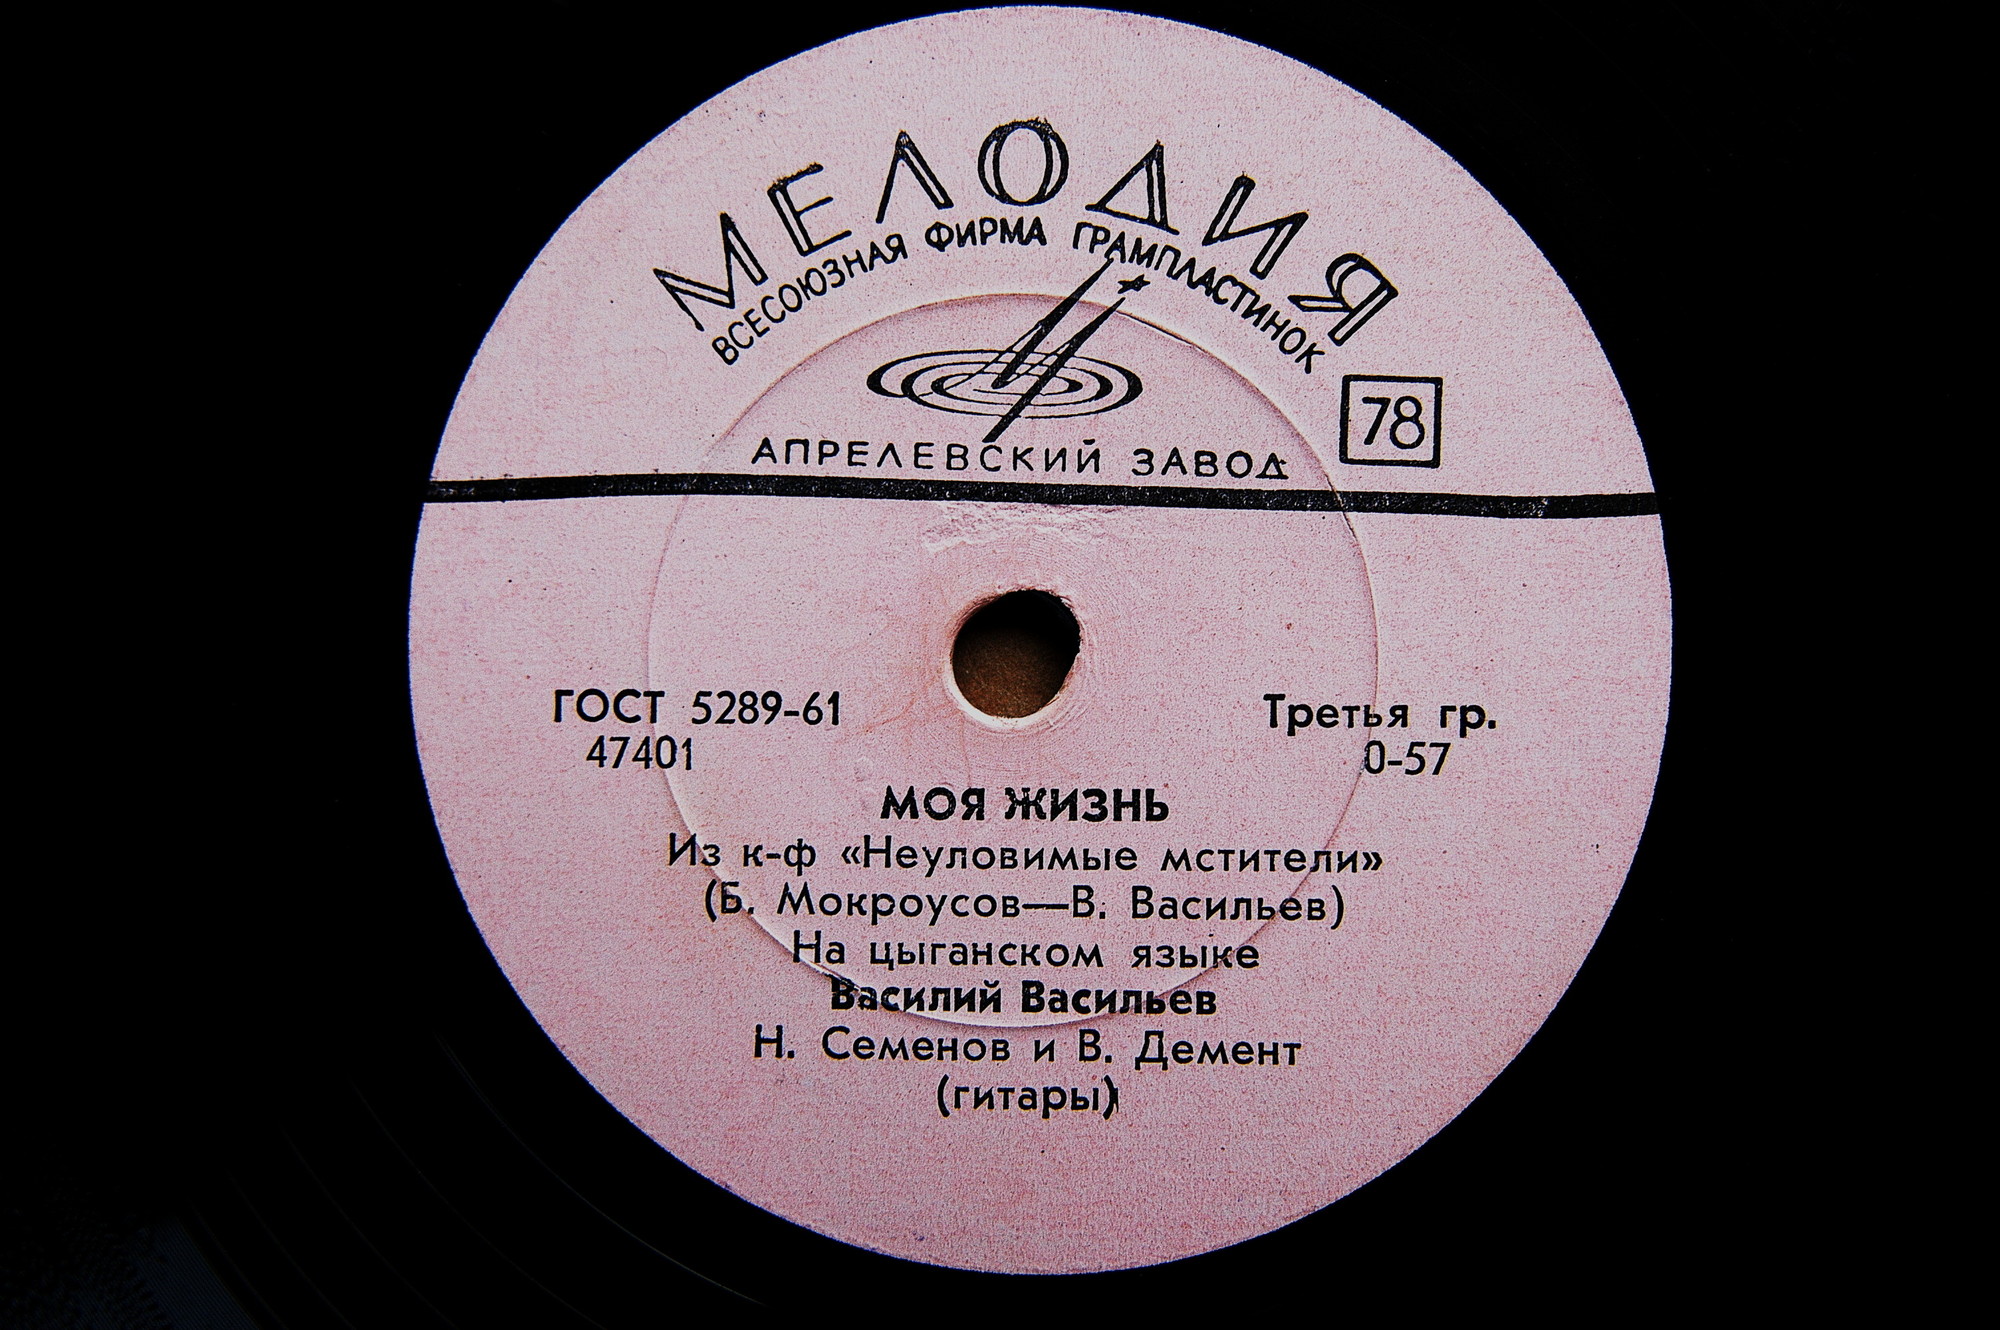 МЕЛОДИЯ
ВСЕСОЮЗНАЯ ФИРМА ГРАМПЛАСТИНОК
78
АПРЕЛЕВСКИЙ ЗАВОД
ГОСТ 5289-61
47401
Третья гр.
0-57
МОЯ ЖИЗНЬ
Из к-ф «Неуловимые мстители»
(Б. Мокроусов—В. Васильев)
На цыганском языке
Василий Васильев
Н. Семенов и В. Демент
(гитары)